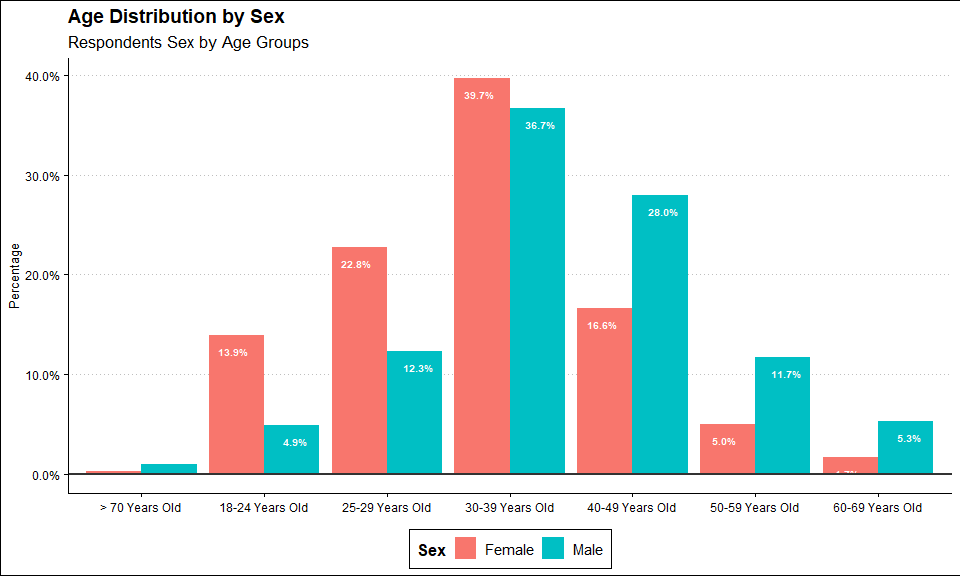 Age Distribution by Sex
Respondents Sex by Age Groups
Percentage
40.0%
30.0%
20.0%
10.0%
0.0%
39.7%
36.7%
28.0%
22.8%
16.6%
13.9%
12.3%
11.7%
4.9%
5.0%
5.3%
> 70 Years Old
18-24 Years Old
25-29 Years Old
30-39 Years Old
40-49 Years Old
50-59 Years Old
60-69 Years Old
Sex Female Male